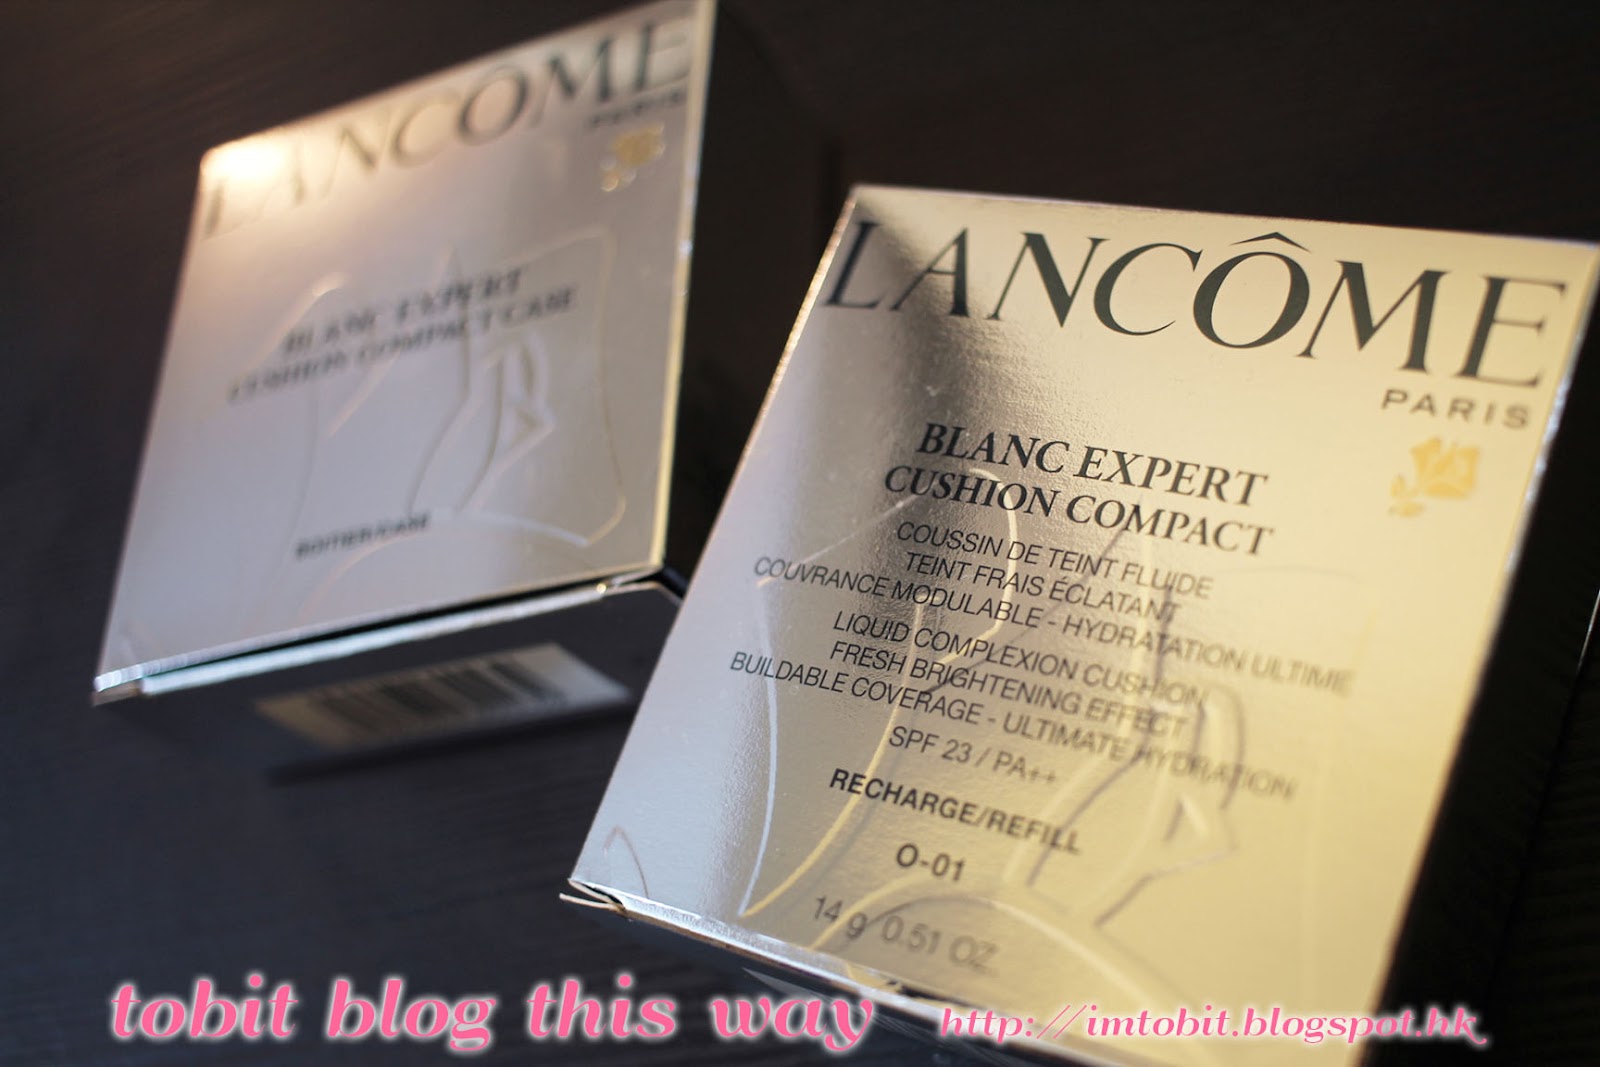 LANCÔME
PARIS
BLANC EXPERT
CUSHION COMPACT CASE
BOITIER/CASE
LANCÔME
PARIS
BLANC EXPERT
CUSHION COMPACT
COUSSIN DE TEINT FLUIDE
TEINT FRAIS ÉCLATANT
COUVRANCE MODULABLE - HYDRATATION ULTIME
LIQUID COMPLEXION CUSHION
FRESH BRIGHTENING EFFECT
BUILDABLE COVERAGE - ULTIMATE HYDRATION
SPF 23 / PA++
RECHARGE/REFILL
O-01
14 g 0.51 OZ.
tobit blog this way http://imtobit.blogspot.hk